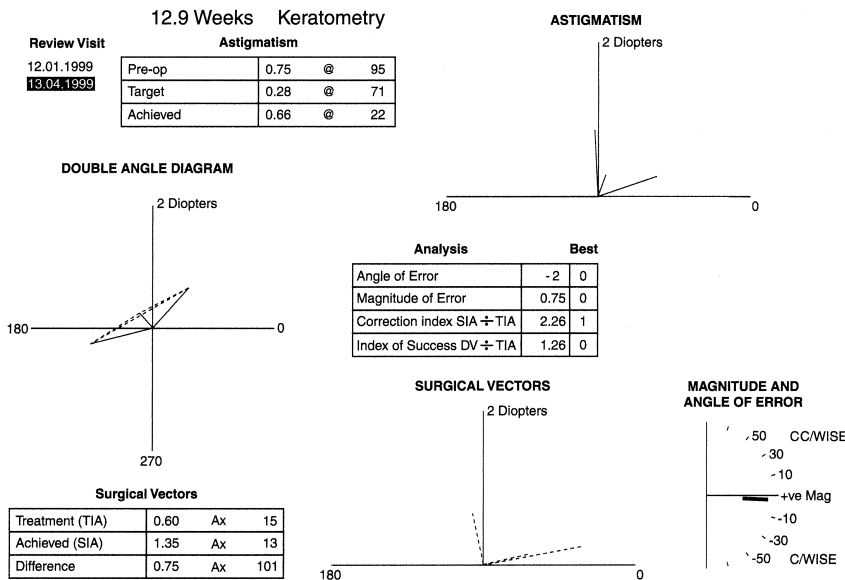 12.9 Weeks Keratometry
Review Visit
12.01.1999
13.04.1999
Astigmatism
Pre-op 0.75 @ 95
Target 0.28 @ 71
Achieved 0.66 @ 22
ASTIGMATISM
2 Diopters
180 0
DOUBLE ANGLE DIAGRAM
2 Diopters
180 0
270
Analysis Best
Angle of Error -2 0
Magnitude of Error 0.75 0
Correction index SIA ÷ TIA 2.26 1
Index of Success DV ÷ TIA 1.26 0
Surgical Vectors
Treatment (TIA) 0.60 Ax 15
Achieved (SIA) 1.35 Ax 13
Difference 0.75 Ax 101
SURGICAL VECTORS
2 Diopters
180 0
MAGNITUDE AND
ANGLE OF ERROR
50 CC/WISE
30
10
+ve Mag
-10
-30
-50 C/WISE